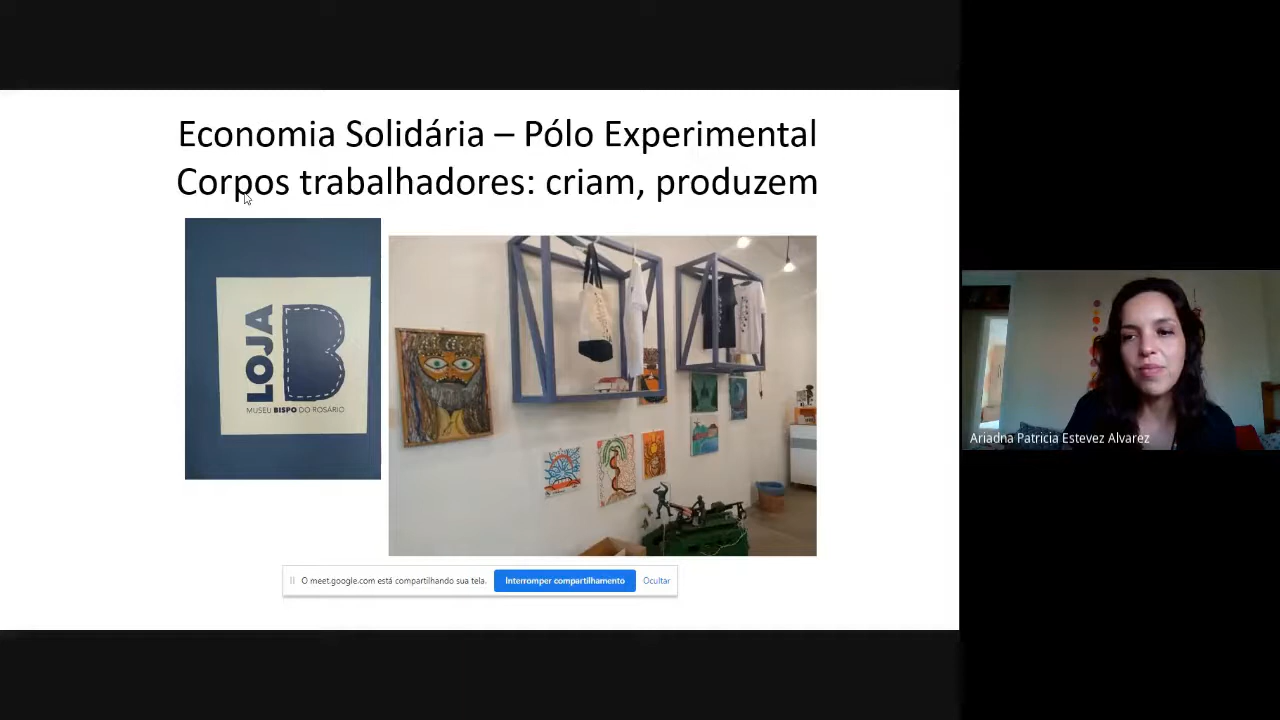 Economia Solidária – Pólo Experimental
Corpos trabalhadores: criam, produzem
LOJA B
MUSEU BISPO DO ROSÁRIO
O meet.google.com está compartilhando sua tela.
Interromper compartilhamento
Ocultar
Ariadna Patricia Estevez Alvarez